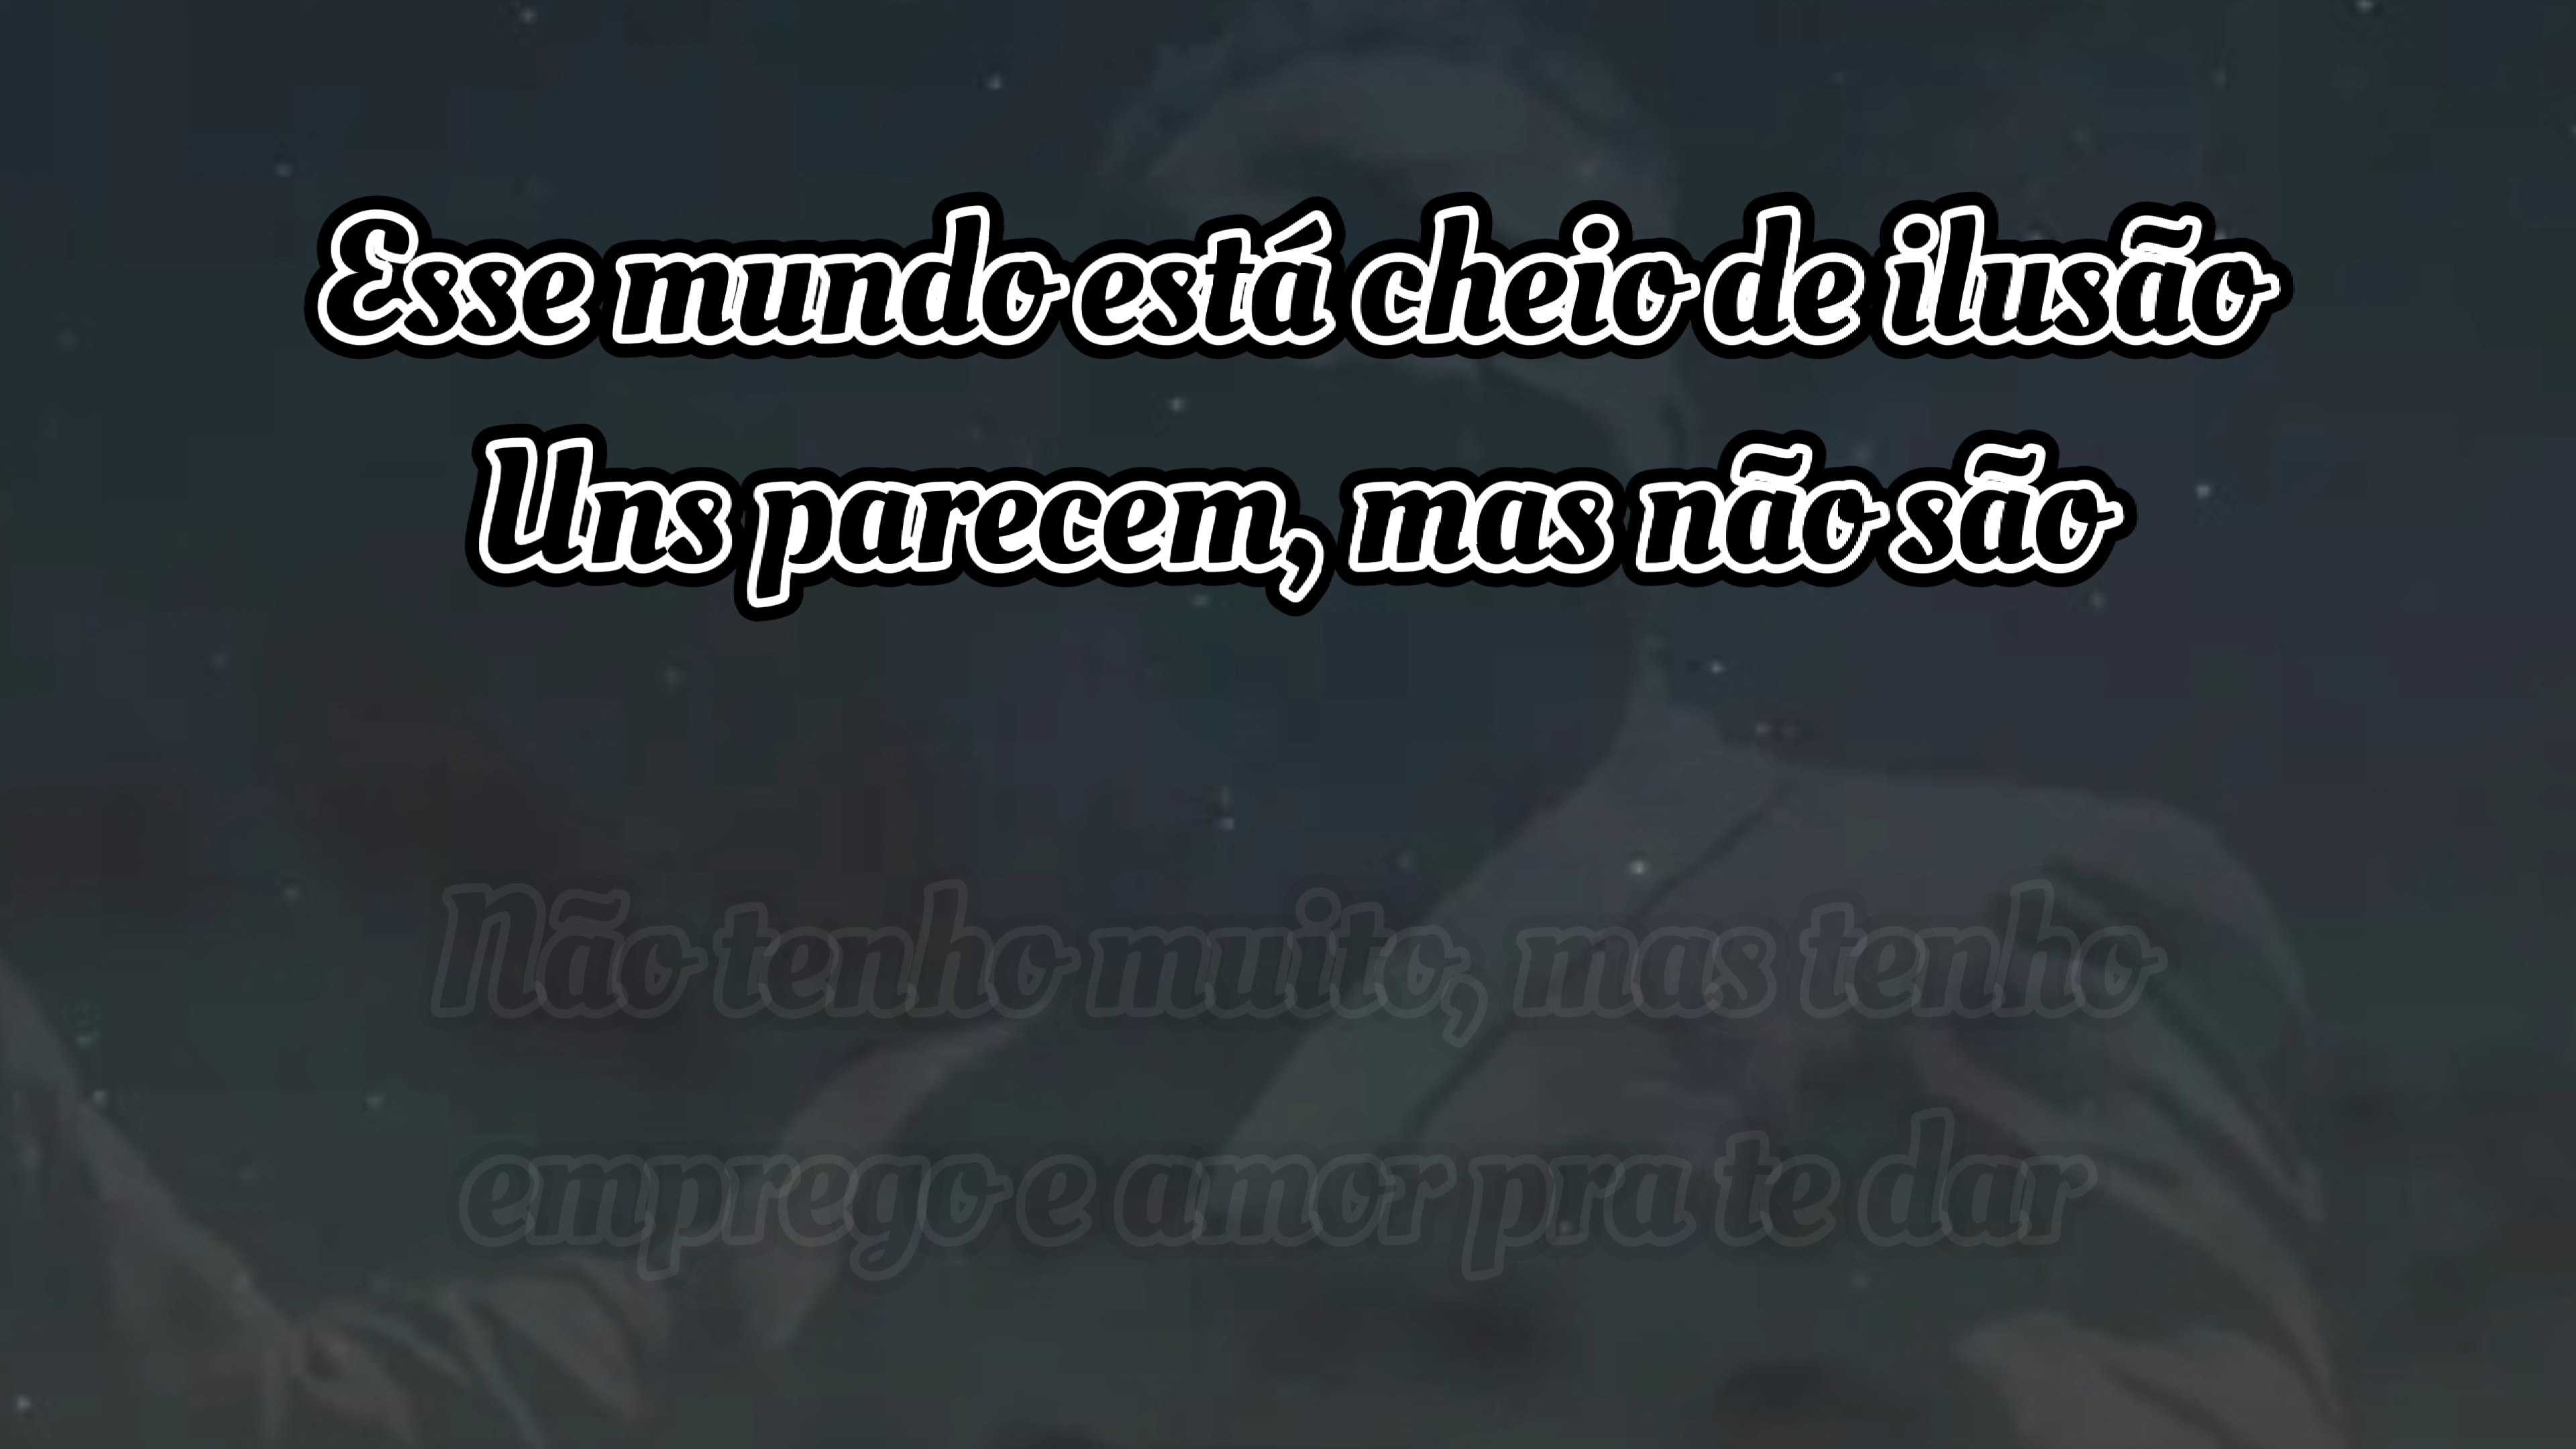 Esse mundo está cheio de ilusão
Uns parecem, mas não são
Não tenho muito, mas tenho
emprego e amor pra te dar